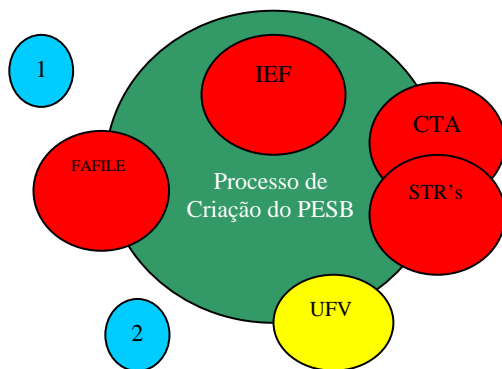 1
IEF
CTA
FAFILE
Processo de
Criação do PESB
STR’s
UFV
2